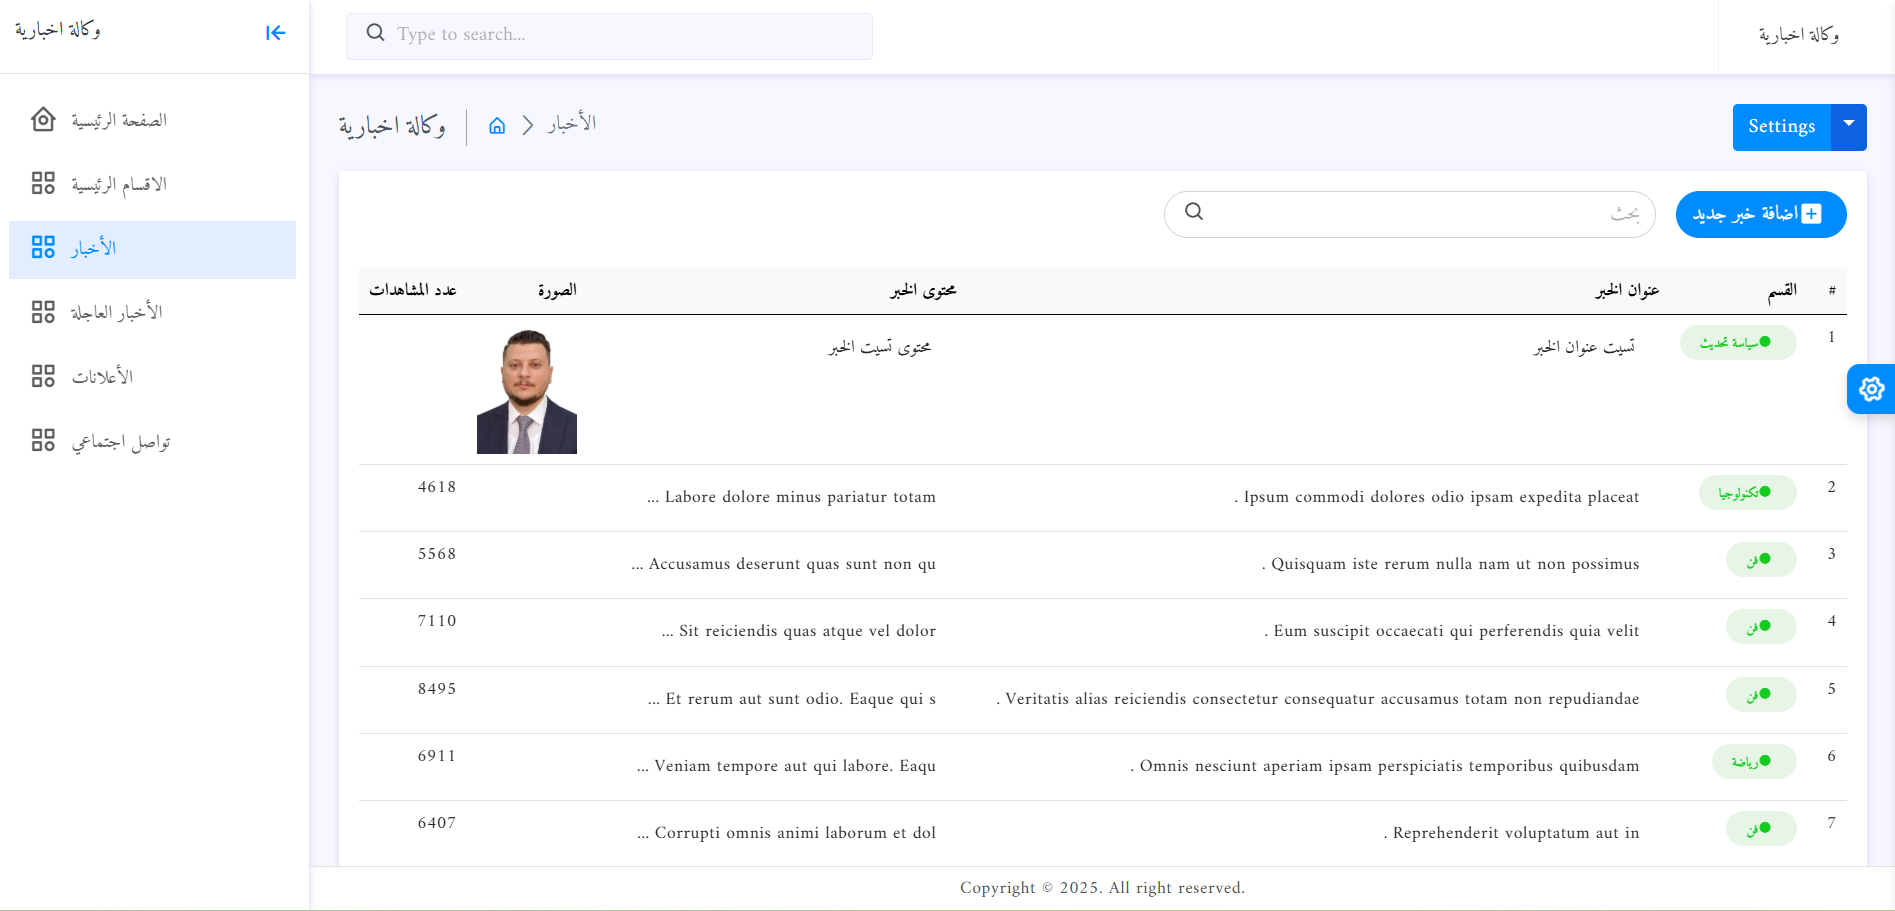 وكالة اخبارية
Type to search...
وكالة اخبارية
الصفحة الرئيسية
الاقسام الرئيسية
الأخبار
الأخبار العاجلة
الأعلانات
تواصل اجتماعي
وكالة اخبارية
الأخبار
Settings
اضافة خبر جديد
بحث
# القسم عنوان الخبر محتوى الخبر الصورة عدد المشاهدات
1 سياسة تحديث تسيت عنوان الخبر محتوى تسيت الخبر
2 تكنولوجيا Ipsum commodi dolores odio ipsam expedita placeat. Labore dolore minus pariatur totam ... 4618
3 فن Quisquam iste rerum nulla nam ut non possimus. Accusamus deserunt quas sunt non qu ... 5568
4 فن Eum suscipit occaecati qui perferendis quia velit. Sit reiciendis quas atque vel dolor ... 7110
5 فن Veritatis alias reiciendis consectetur consequatur accusamus totam non repudiandae. Et rerum aut sunt odio. Eaque qui s ... 8495
6 رياضة Omnis nesciunt aperiam ipsam perspiciatis temporibus quibusdam. Veniam tempore aut qui labore. Eaqu ... 6911
7 فن Reprehenderit voluptatum aut in. Corrupti omnis animi laborum et dol ... 6407
Copyright © 2025. All right reserved.